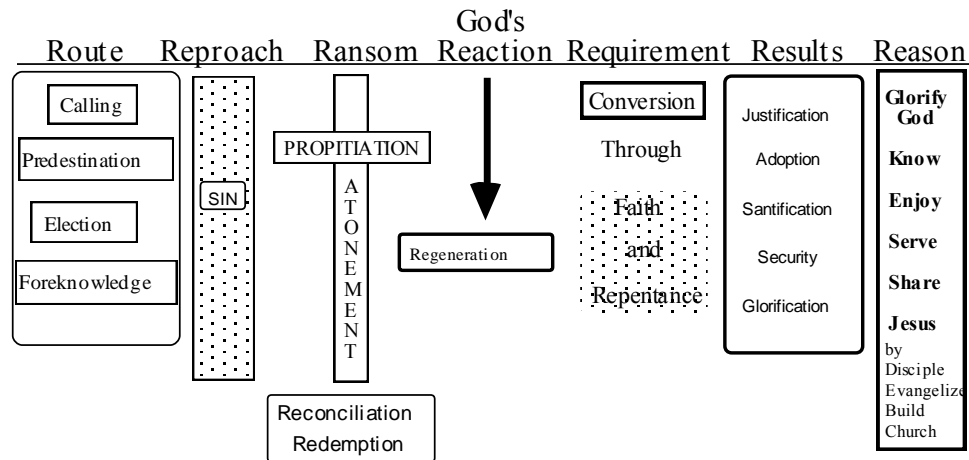 God's
Route Reproach Ransom Reaction Requirement Results Reason
Calling
Predestination
Election
Foreknowledge
SIN
PROPITIATION
A
T
O
N
E
M
E
N
T
Reconciliation
Redemption
Regeneration
Conversion
Through
Faith
and
Repentance
Justification
Adoption
Santification
Security
Glorification
Glorify
God
Know
Enjoy
Serve
Share
Jesus
by
Disciple
Evangelize
Build
Church